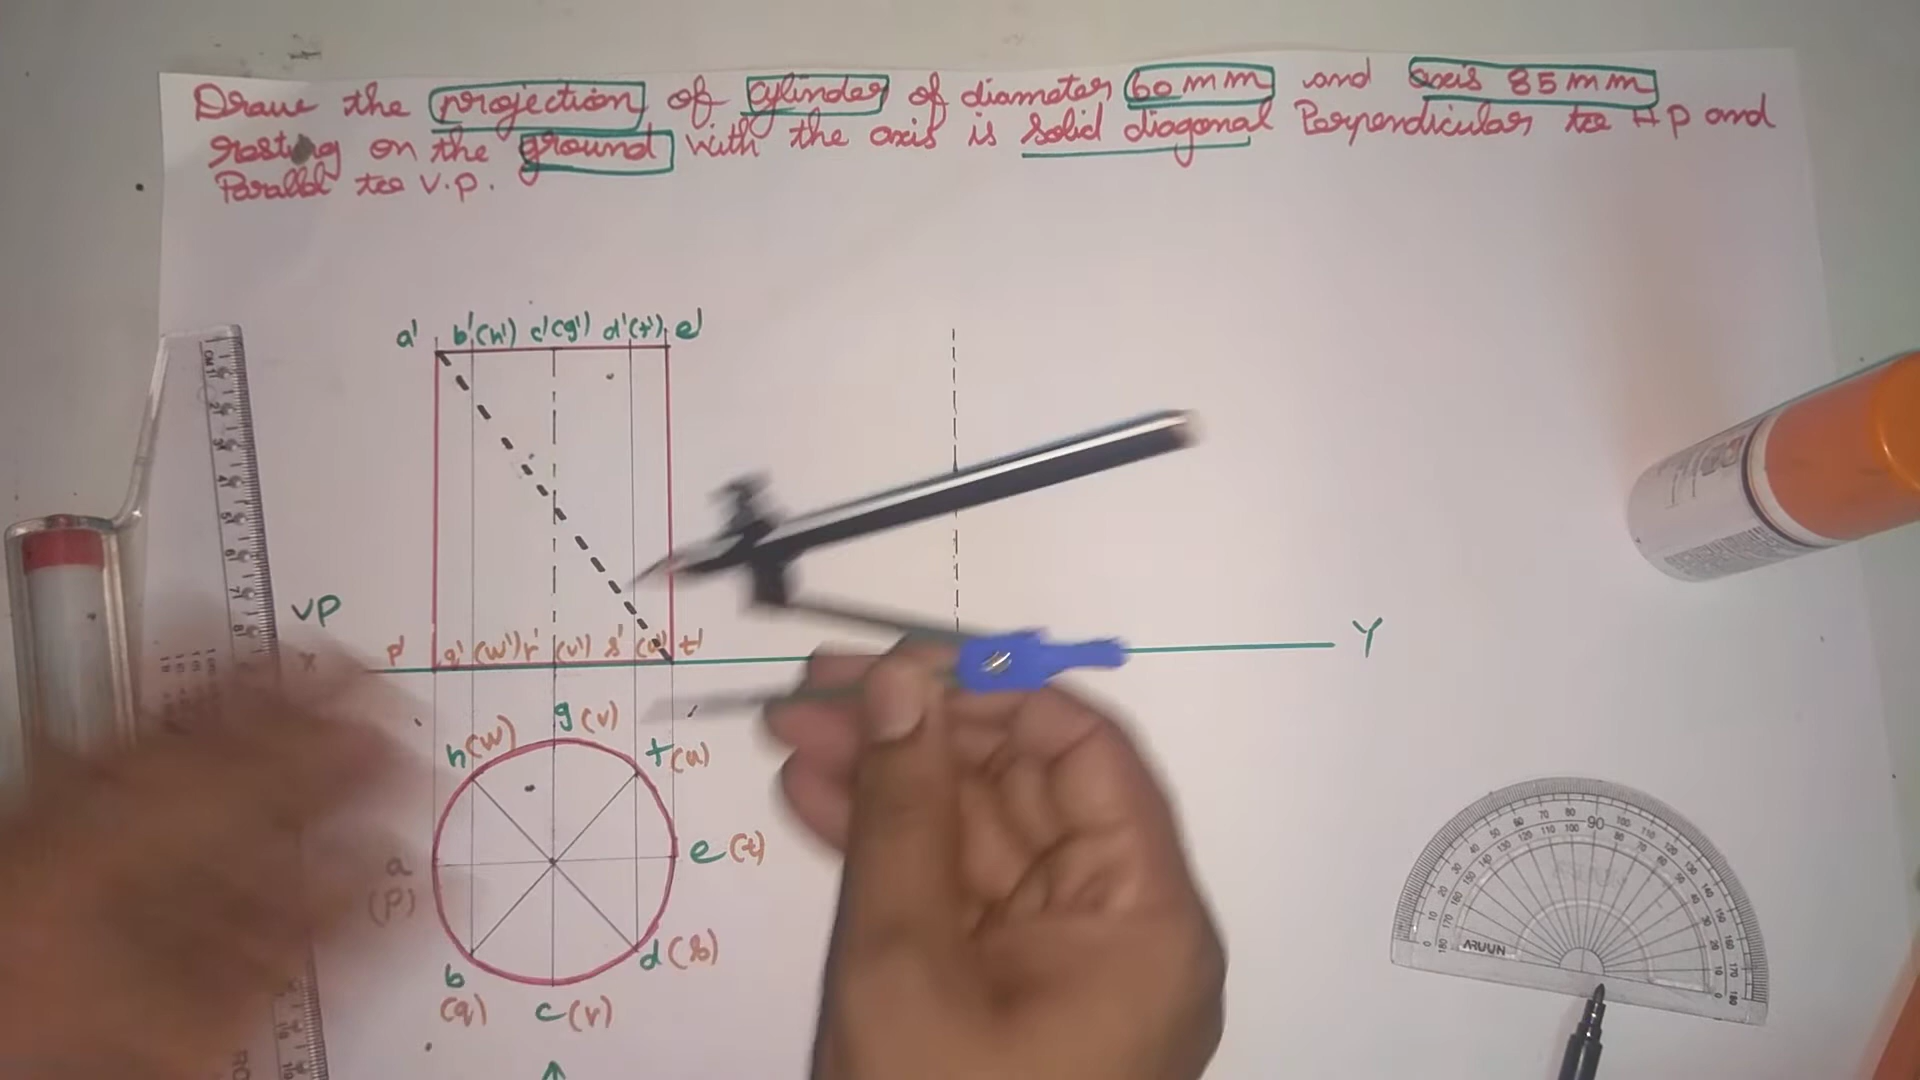 Draw the projection of cylinder of diameter 60 mm and axis 85 mm
resting on the ground with the axis is solid diagonal Perpendicular to HP and
Parallel to V.P.
a' b'(h') c'(g') d'(f') e'
VP
X p' q' (w') r' (v') s' (u') t' Y
g (v)
h (w) f (u)
a e (t)
(p)
b d (s)
(q) c (r)
ARUUN